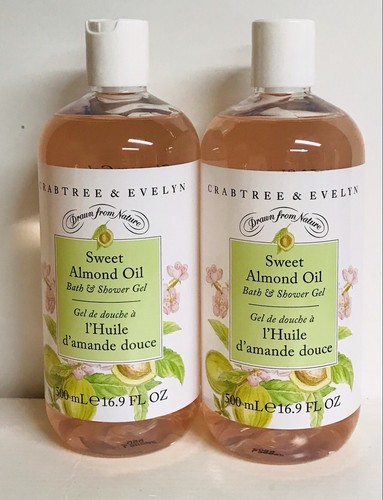 CRABTREE & EVELYN
Drawn from Nature
Sweet
Almond Oil
Bath & Shower Gel
Gel de douche à
l'Huile
d'amande douce
500 mL e 16.9 FL OZ
CRABTREE & EVELYN
Drawn from Nature
Sweet
Almond Oil
Bath & Shower Gel
Gel de douche à
l'Huile
d'amande douce
500 mL e 16.9 FL OZ